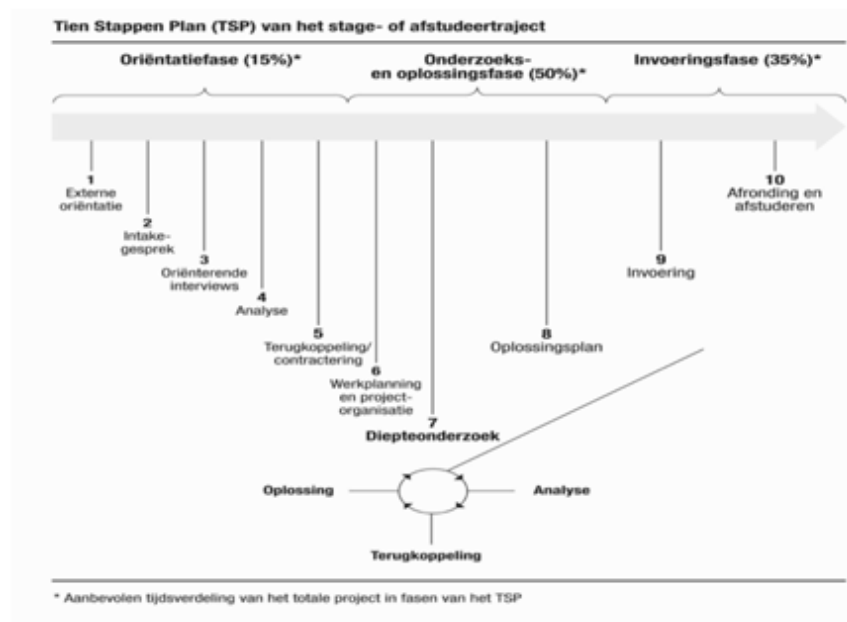 Tien Stappen Plan (TSP) van het stage- of afstudeertraject
Oriëntatiefase (15%)*
Onderzoeks-
en oplossingsfase (50%)*
Invoeringsfase (35%)*
1
Externe
oriëntatie
2
Intake-
gesprek
3
Oriënterende
interviews
4
Analyse
5
Terugkoppeling/
contractering
6
Werkplanning
en project-
organisatie
7
Diepteonderzoek
8
Oplossingsplan
9
Invoering
10
Afronding en
afstuderen
Oplossing
Analyse
Terugkoppeling
* Aanbevolen tijdsverdeling van het totale project in fasen van het TSP